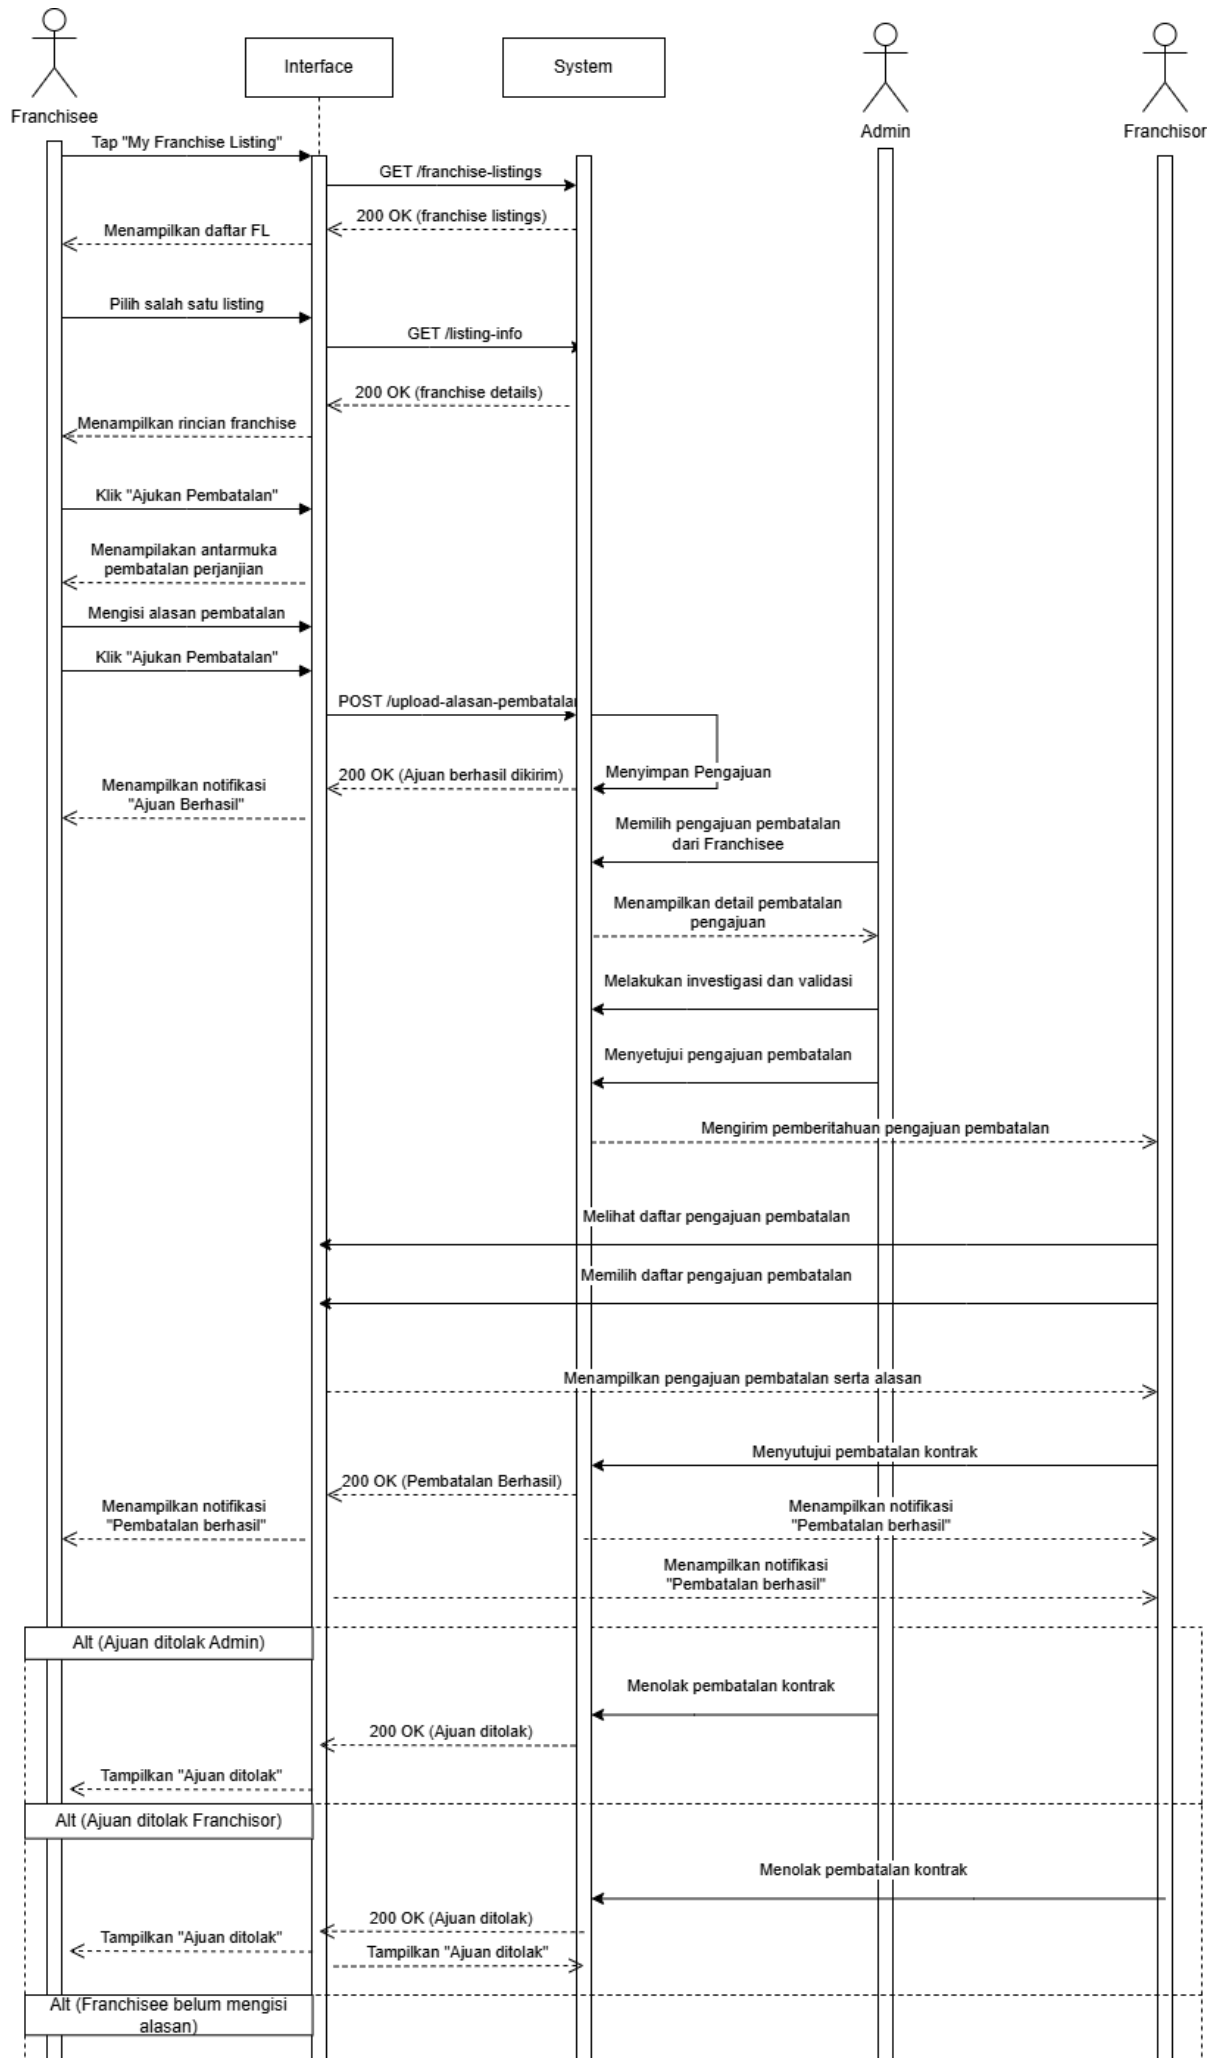 Interface
System
Franchisee
Admin
Franchisor
Tap "My Franchise Listing"
GET /franchise-listings
200 OK (franchise listings)
Menampilkan daftar FL
Pilih salah satu listing
GET /listing-info
200 OK (franchise details)
Menampilkan rincian franchise
Klik "Ajukan Pembatalan"
Menampilakan antarmuka
pembatalan perjanjian
Mengisi alasan pembatalan
Klik "Ajukan Pembatalan"
POST /upload-alasan-pembatalan
Menyimpan Pengajuan
200 OK (Ajuan berhasil dikirim)
Menampilkan notifikasi
"Ajuan Berhasil"
Memilih pengajuan pembatalan
dari Franchisee
Menampilkan detail pembatalan
pengajuan
Melakukan investigasi dan validasi
Menyetujui pengajuan pembatalan
Mengirim pemberitahuan pengajuan pembatalan
Melihat daftar pengajuan pembatalan
Memilih daftar pengajuan pembatalan
Menampilkan pengajuan pembatalan serta alasan
Menyutujui pembatalan kontrak
200 OK (Pembatalan Berhasil)
Menampilkan notifikasi
"Pembatalan berhasil"
Menampilkan notifikasi
"Pembatalan berhasil"
Menampilkan notifikasi
"Pembatalan berhasil"
Alt (Ajuan ditolak Admin)
Menolak pembatalan kontrak
200 OK (Ajuan ditolak)
Tampilkan "Ajuan ditolak"
Alt (Ajuan ditolak Franchisor)
Menolak pembatalan kontrak
200 OK (Ajuan ditolak)
Tampilkan "Ajuan ditolak"
Tampilkan "Ajuan ditolak"
Alt (Franchisee belum mengisi
alasan)